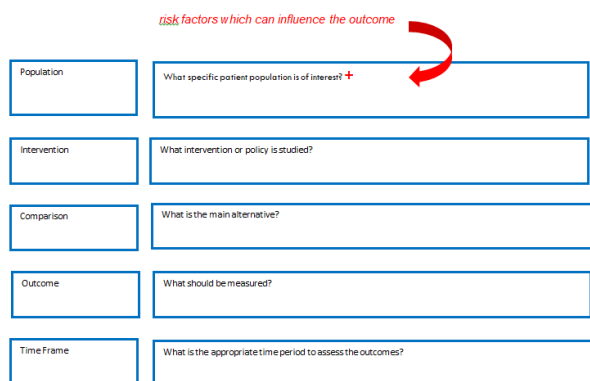 risk factors which can influence the outcome
Population
What specific patient population is of interest? +
Intervention
What intervention or policy is studied?
Comparison
What is the main alternative?
Outcome
What should be measured?
Time Frame
What is the appropriate time period to assess the outcomes?